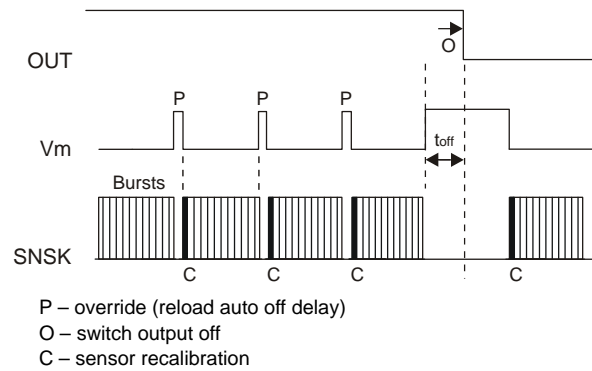 OUT
O
P P P
Vm
toff
Bursts
SNSK
C C C C
P – override (reload auto off delay)
O – switch output off
C – sensor recalibration